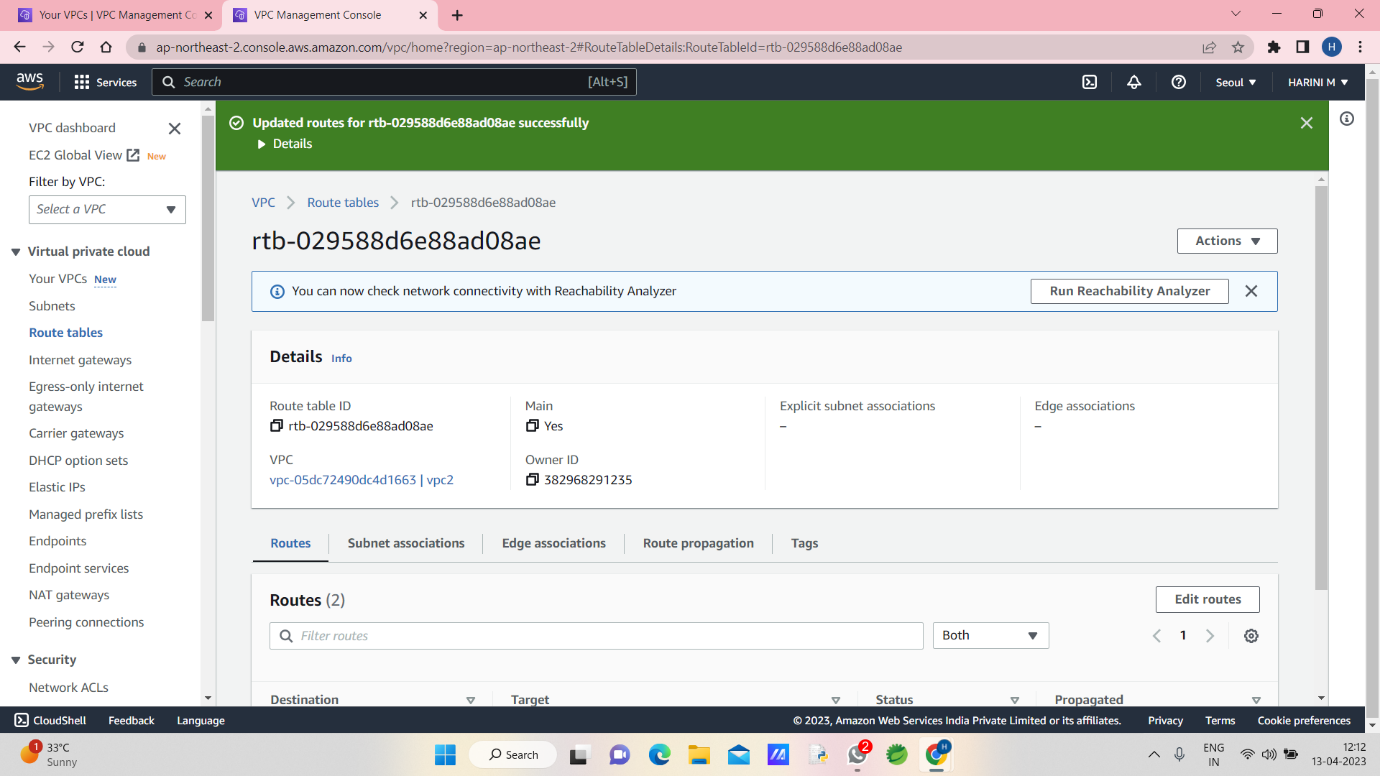 Your VPCs | VPC Management Co
VPC Management Console
ap-northeast-2.console.aws.amazon.com/vpc/home?region=ap-northeast-2#RouteTableDetails:RouteTableId=rtb-029588d6e88ad08ae
H
aws
Services
Search
[Alt+S]
Seoul
HARINI M
VPC dashboard
EC2 Global View
New
Filter by VPC:
Select a VPC
Virtual private cloud
Your VPCs New
Subnets
Route tables
Internet gateways
Egress-only internet
gateways
Carrier gateways
DHCP option sets
Elastic IPs
Managed prefix lists
Endpoints
Endpoint services
NAT gateways
Peering connections
Security
Network ACLs
Updated routes for rtb-029588d6e88ad08ae successfully
Details
VPC
Route tables
rtb-029588d6e88ad08ae
rtb-029588d6e88ad08ae
Actions
You can now check network connectivity with Reachability Analyzer
Run Reachability Analyzer
Details Info
Route table ID
rtb-029588d6e88ad08ae
Main
Yes
Explicit subnet associations
–
Edge associations
–
VPC
vpc-05dc72490dc4d1663 | vpc2
Owner ID
382968291235
Routes
Subnet associations
Edge associations
Route propagation
Tags
Routes (2)
Edit routes
Filter routes
Both
1
Destination
Target
Status
Propagated
CloudShell
Feedback
Language
© 2023, Amazon Web Services India Private Limited or its affiliates.
Privacy
Terms
Cookie preferences
1
33°C
Sunny
Search
2
H
ENG
IN
12:12
13-04-2023